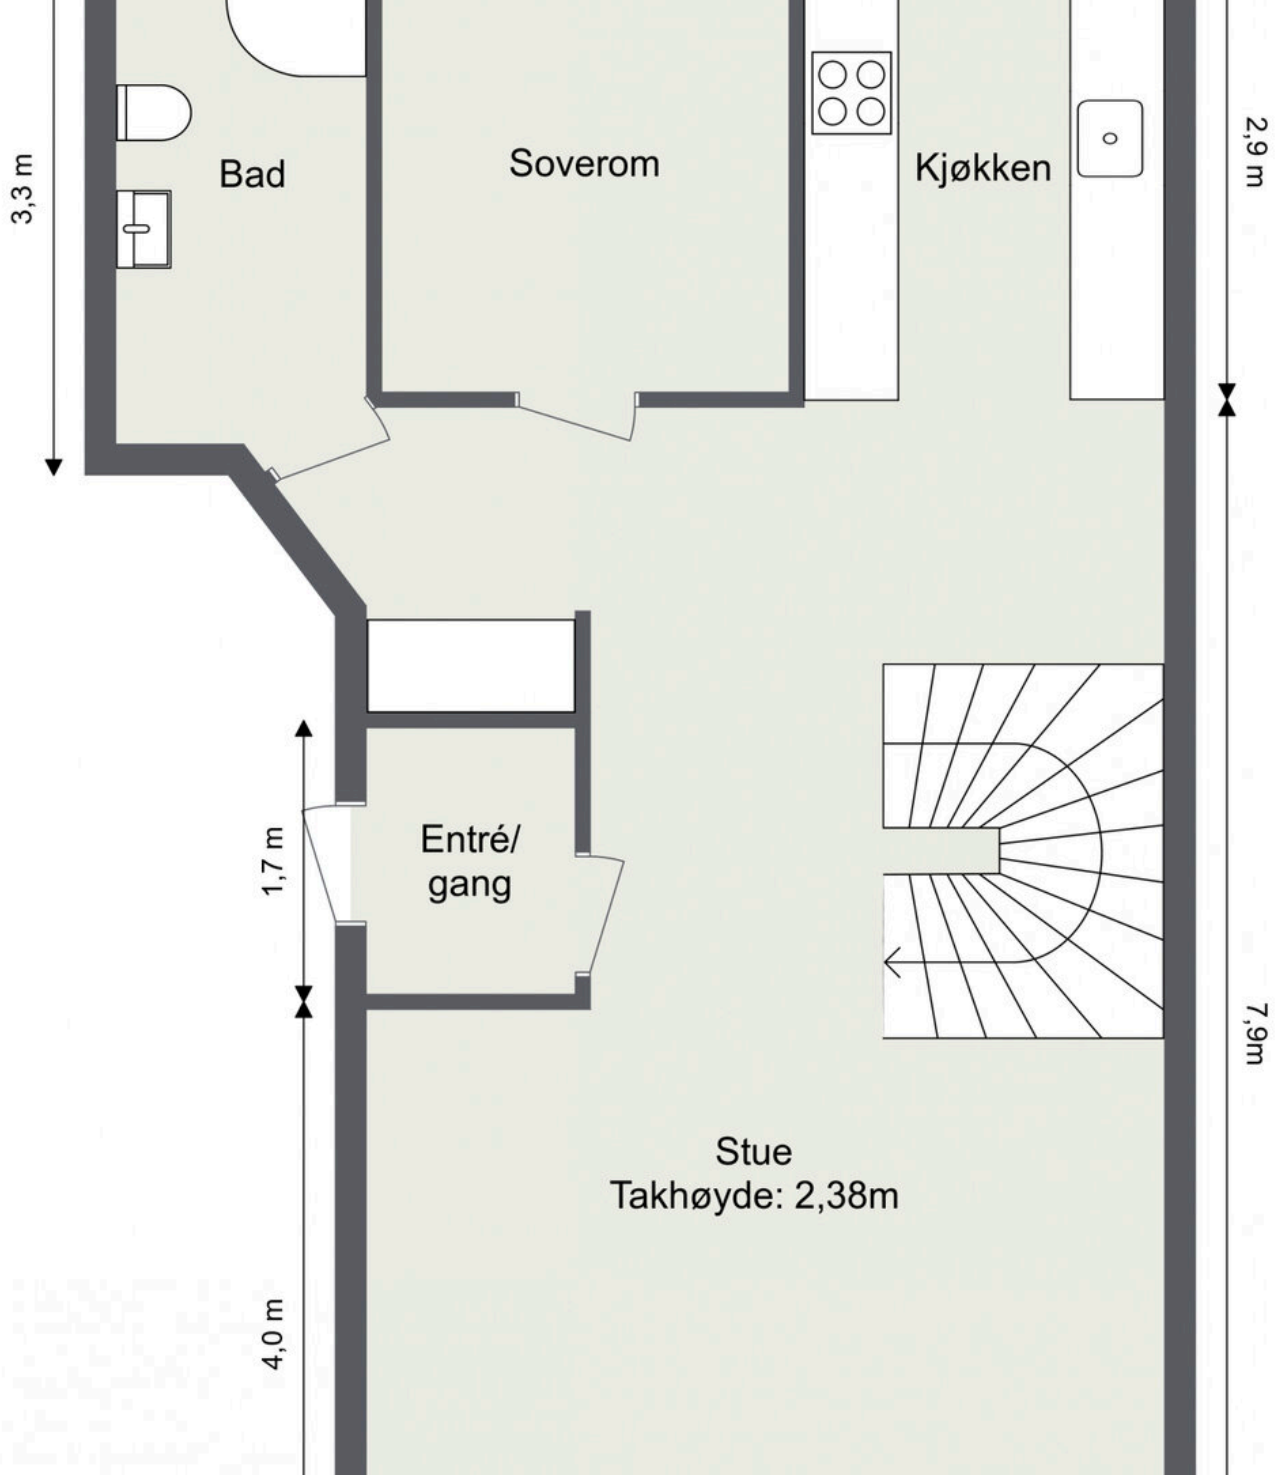 3,3 m
Bad
Soverom
Kjøkken
2,9 m
1,7 m
Entré/
gang
7,9m
Stue
Takhøyde: 2,38m
4,0 m